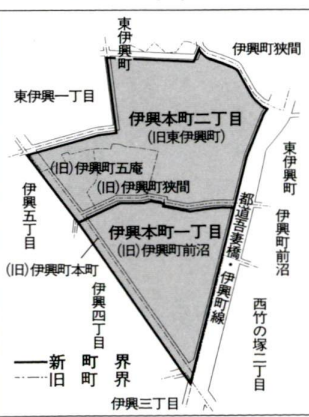 東伊興町
伊興町狭間
東伊興一丁目
伊興本町二丁目
(旧)東伊興町)
(旧)伊興町五庵
(旧)伊興町狭間
東伊興町
伊興町前沼
伊興五丁目
伊興本町一丁目
(旧)伊興町前沼
都道吾妻橋・伊興町線
(旧)伊興町本町
伊興四丁目
西竹の塚二丁目
新町界
旧町界
伊興三丁目